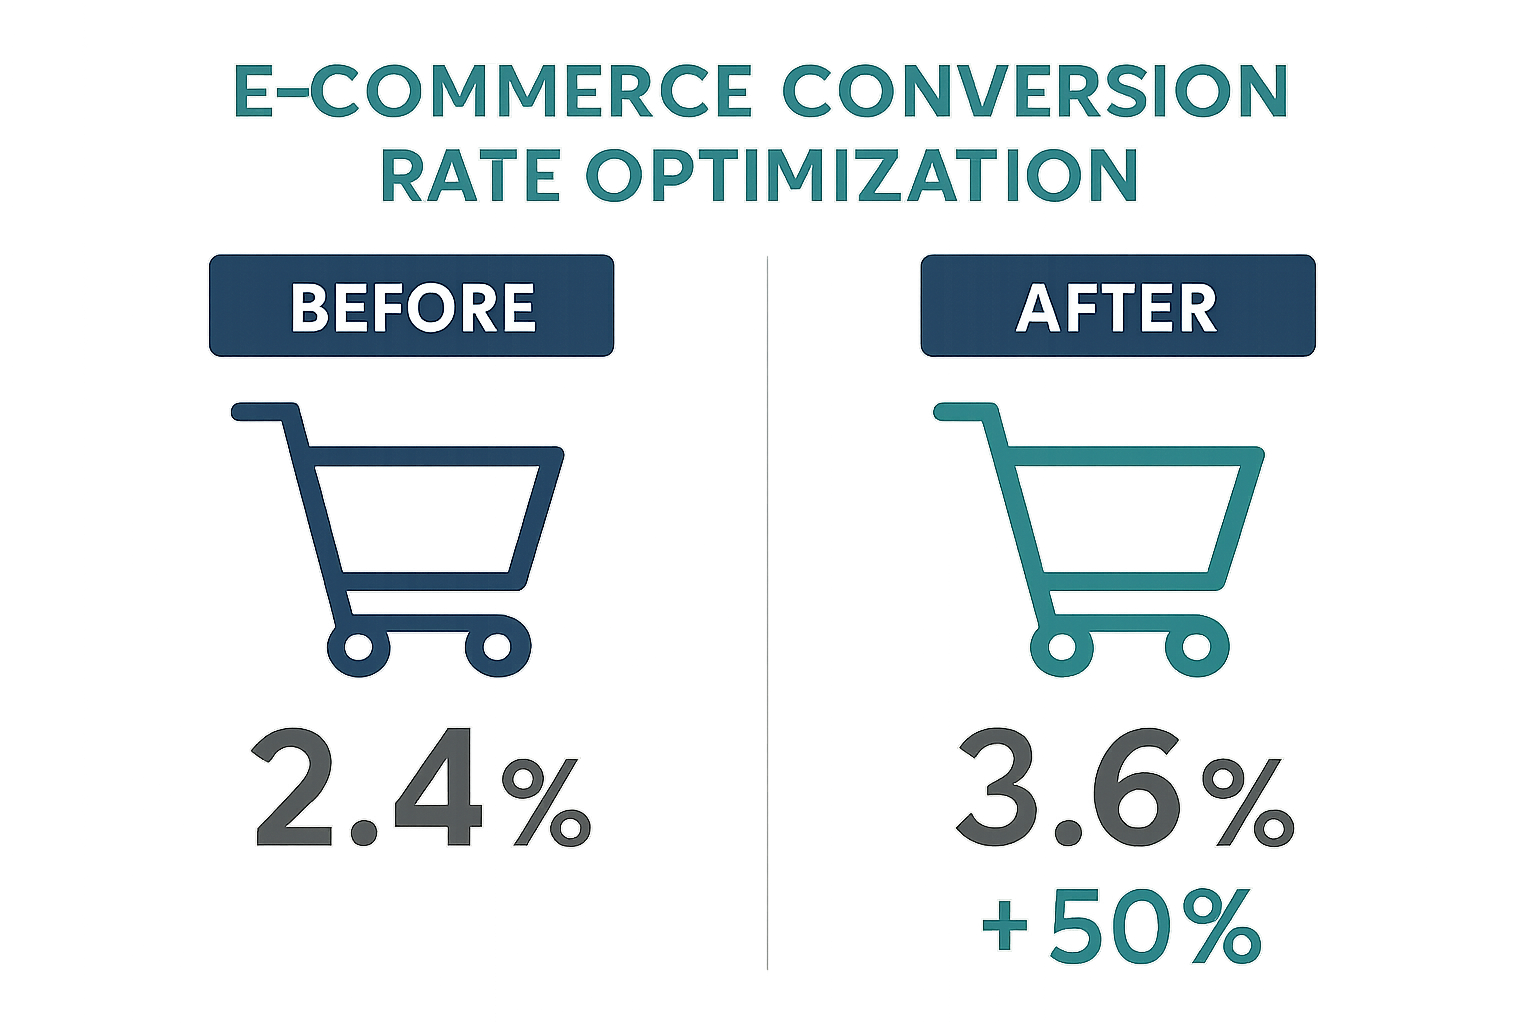 E-COMMERCE CONVERSION
RATE OPTIMIZATION
BEFORE
2.4%
AFTER
3.6%
+50%